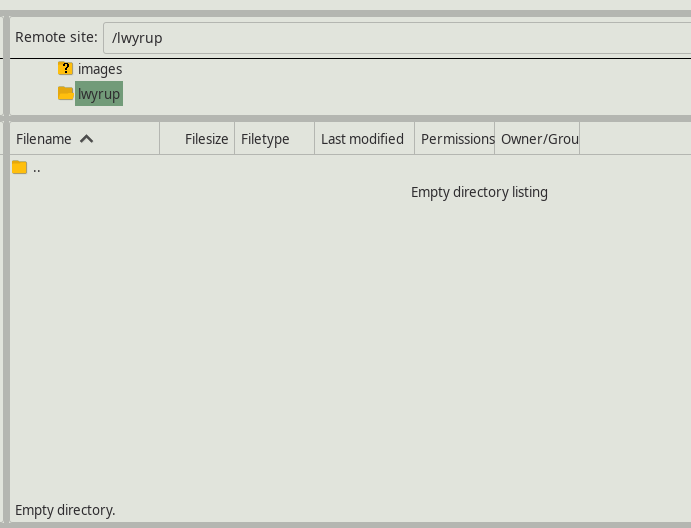 Remote site: /lwyrup
images
lwyrup
Filename Filesize Filetype Last modified Permissions Owner/Grou
..
Empty directory listing
Empty directory.